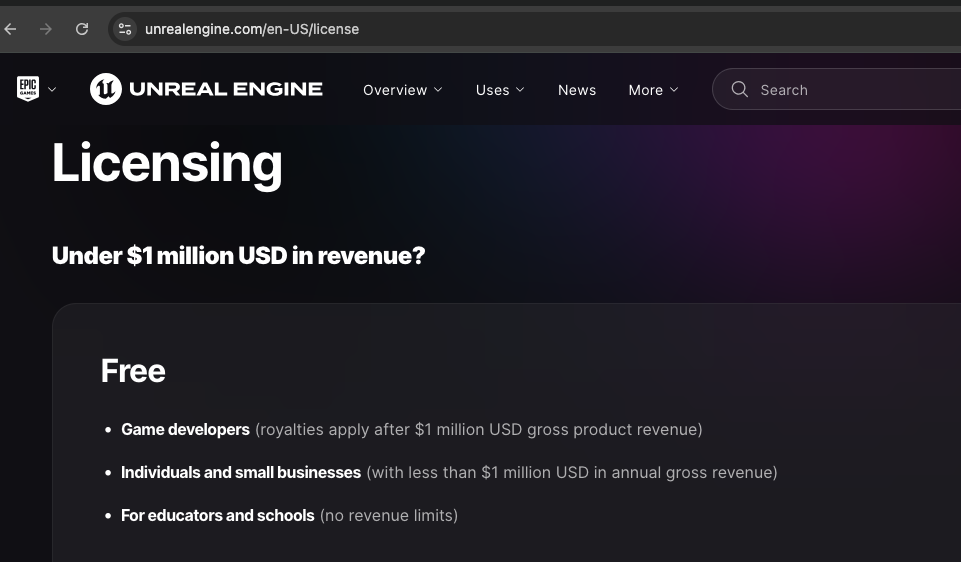 unrealengine.com/en-US/license
EPIC GAMES
UNREAL ENGINE Overview Uses News More Search
Licensing
Under $1 million USD in revenue?
Free
• Game developers (royalties apply after $1 million USD gross product revenue)
• Individuals and small businesses (with less than $1 million USD in annual gross revenue)
• For educators and schools (no revenue limits)